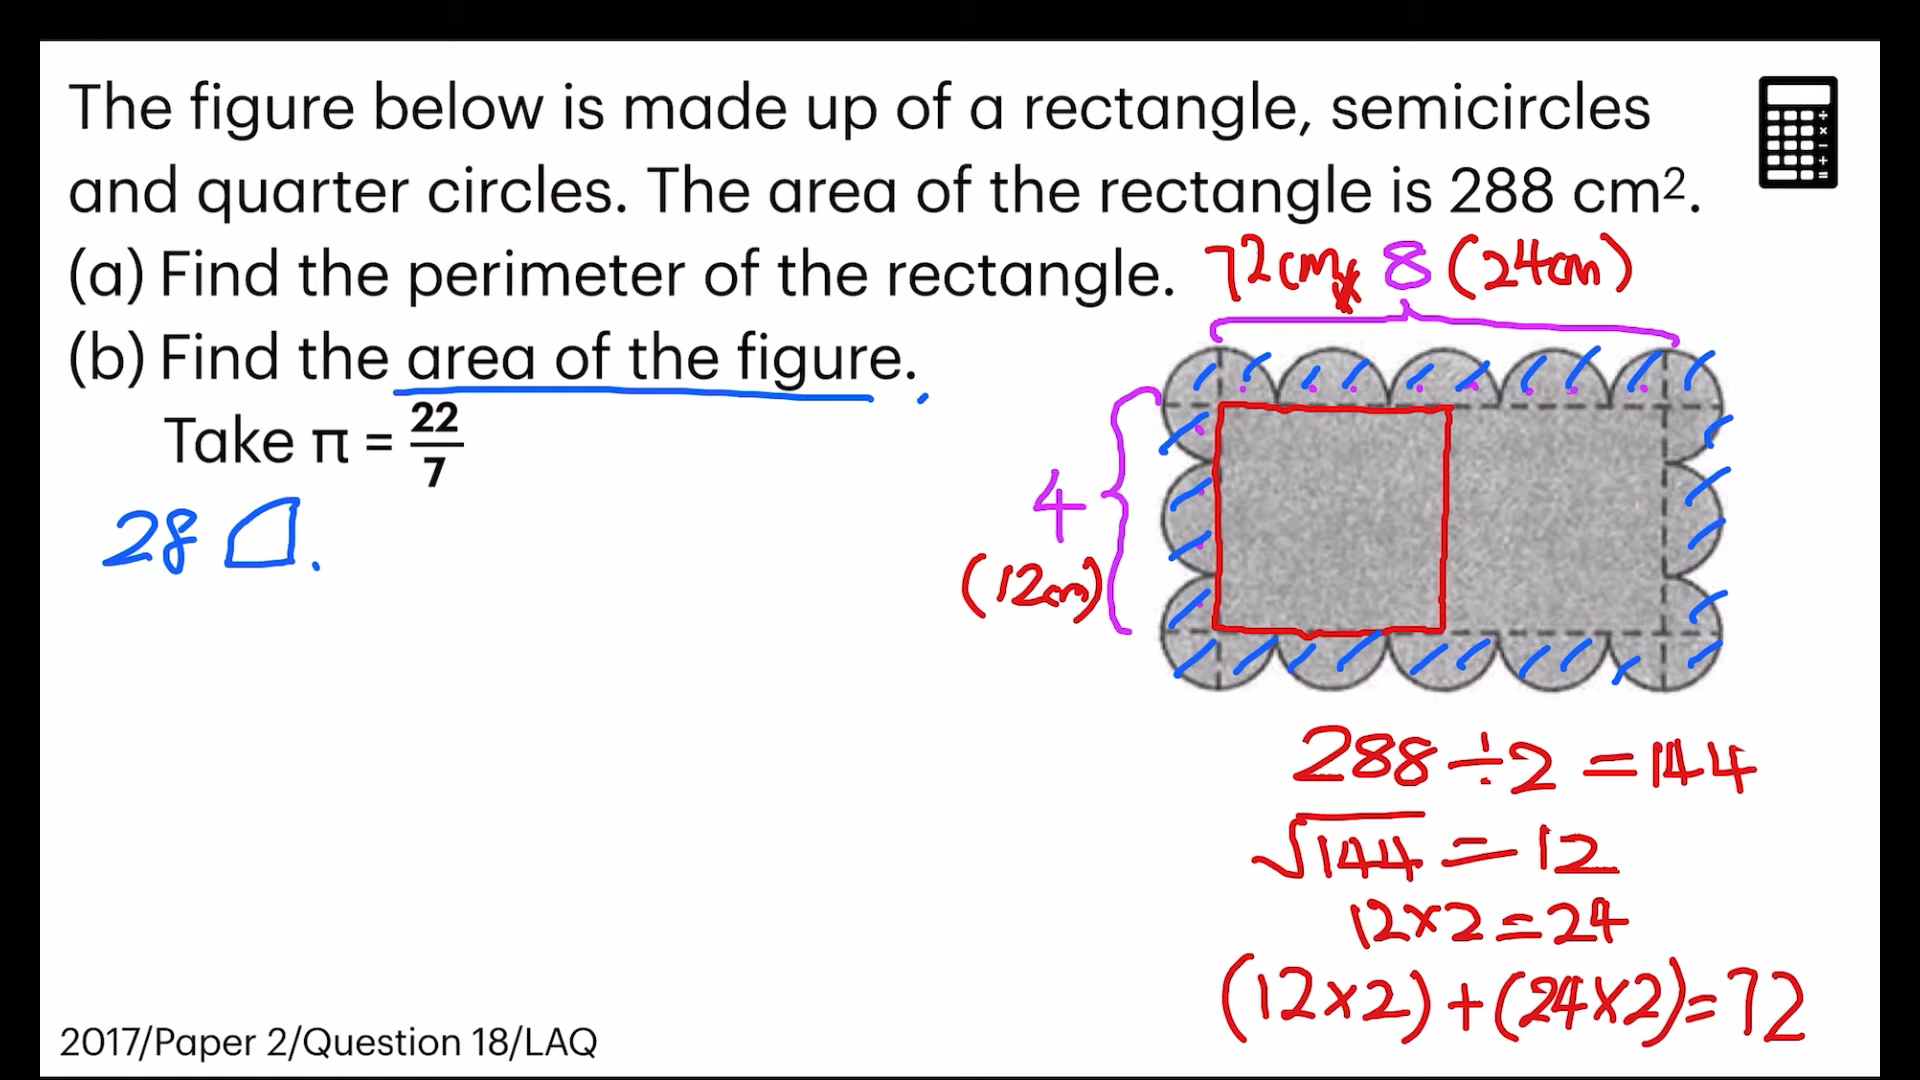 The figure below is made up of a rectangle, semicircles
and quarter circles. The area of the rectangle is 288 cm².
(a) Find the perimeter of the rectangle. 72cm 8 (24cm)
(b) Find the area of the figure.
Take π = 22/7
28
4
(12cm)
288 ÷ 2 = 144
√144 = 12
12×2 = 24
(12×2) + (24×2) = 72
2017/Paper 2/Question 18/LAQ